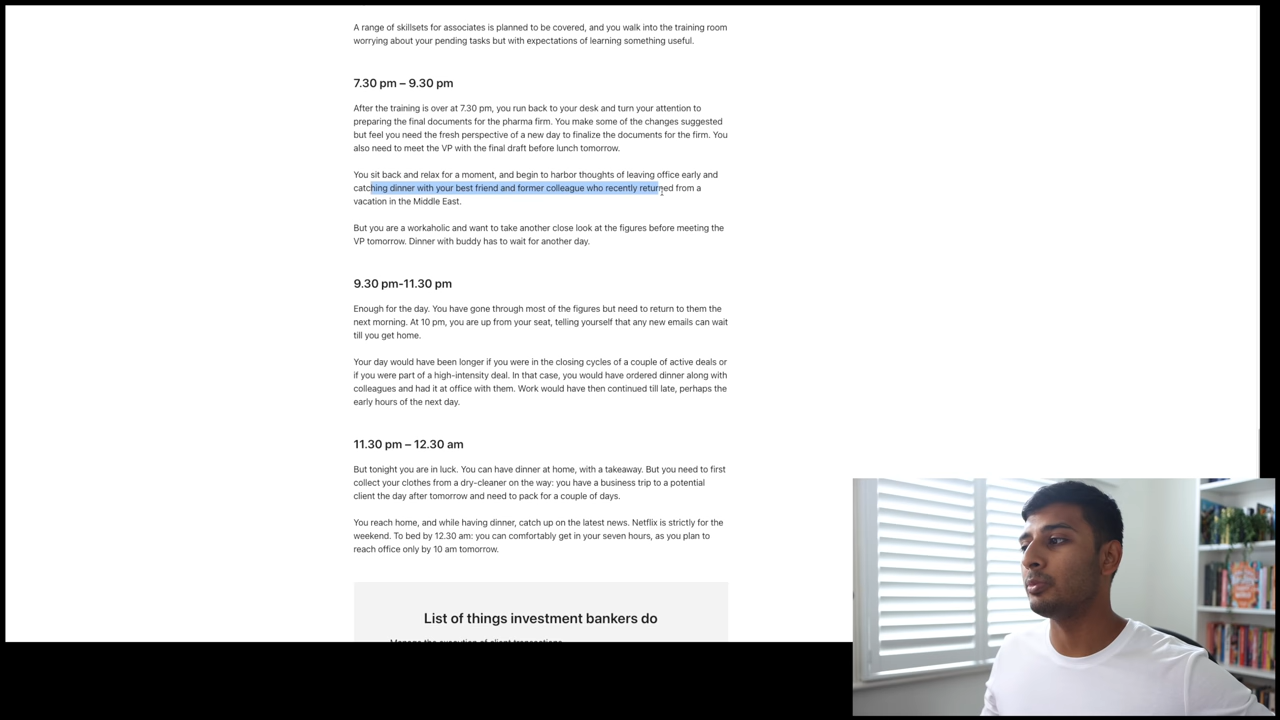 A range of skillsets for associates is planned to be covered, and you walk into the training room
worrying about your pending tasks but with expectations of learning something useful.
7.30 pm – 9.30 pm
After the training is over at 7.30 pm, you run back to your desk and turn your attention to
preparing the final documents for the pharma firm. You make some of the changes suggested
but feel you need the fresh perspective of a new day to finalize the documents for the firm. You
also need to meet the VP with the final draft before lunch tomorrow.
You sit back and relax for a moment, and begin to harbor thoughts of leaving office early and
catching dinner with your best friend and former colleague who recently returned from a
vacation in the Middle East.
But you are a workaholic and want to take another close look at the figures before meeting the
VP tomorrow. Dinner with buddy has to wait for another day.
9.30 pm-11.30 pm
Enough for the day. You have gone through most of the figures but need to return to them the
next morning. At 10 pm, you are up from your seat, telling yourself that any new emails can wait
till you get home.
Your day would have been longer if you were in the closing cycles of a couple of active deals or
if you were part of a high-intensity deal. In that case, you would have ordered dinner along with
colleagues and had it at office with them. Work would have then continued till late, perhaps the
early hours of the next day.
11.30 pm – 12.30 am
But tonight you are in luck. You can have dinner at home, with a takeaway. But you need to first
collect your clothes from a dry-cleaner on the way: you have a business trip to a potential
client the day after tomorrow and need to pack for a couple of days.
You reach home, and while having dinner, catch up on the latest news. Netflix is strictly for the
weekend. To bed by 12.30 am: you can comfortably get in your seven hours, as you plan to
reach office only by 10 am tomorrow.
List of things investment bankers do
Manage the execution of client transactions